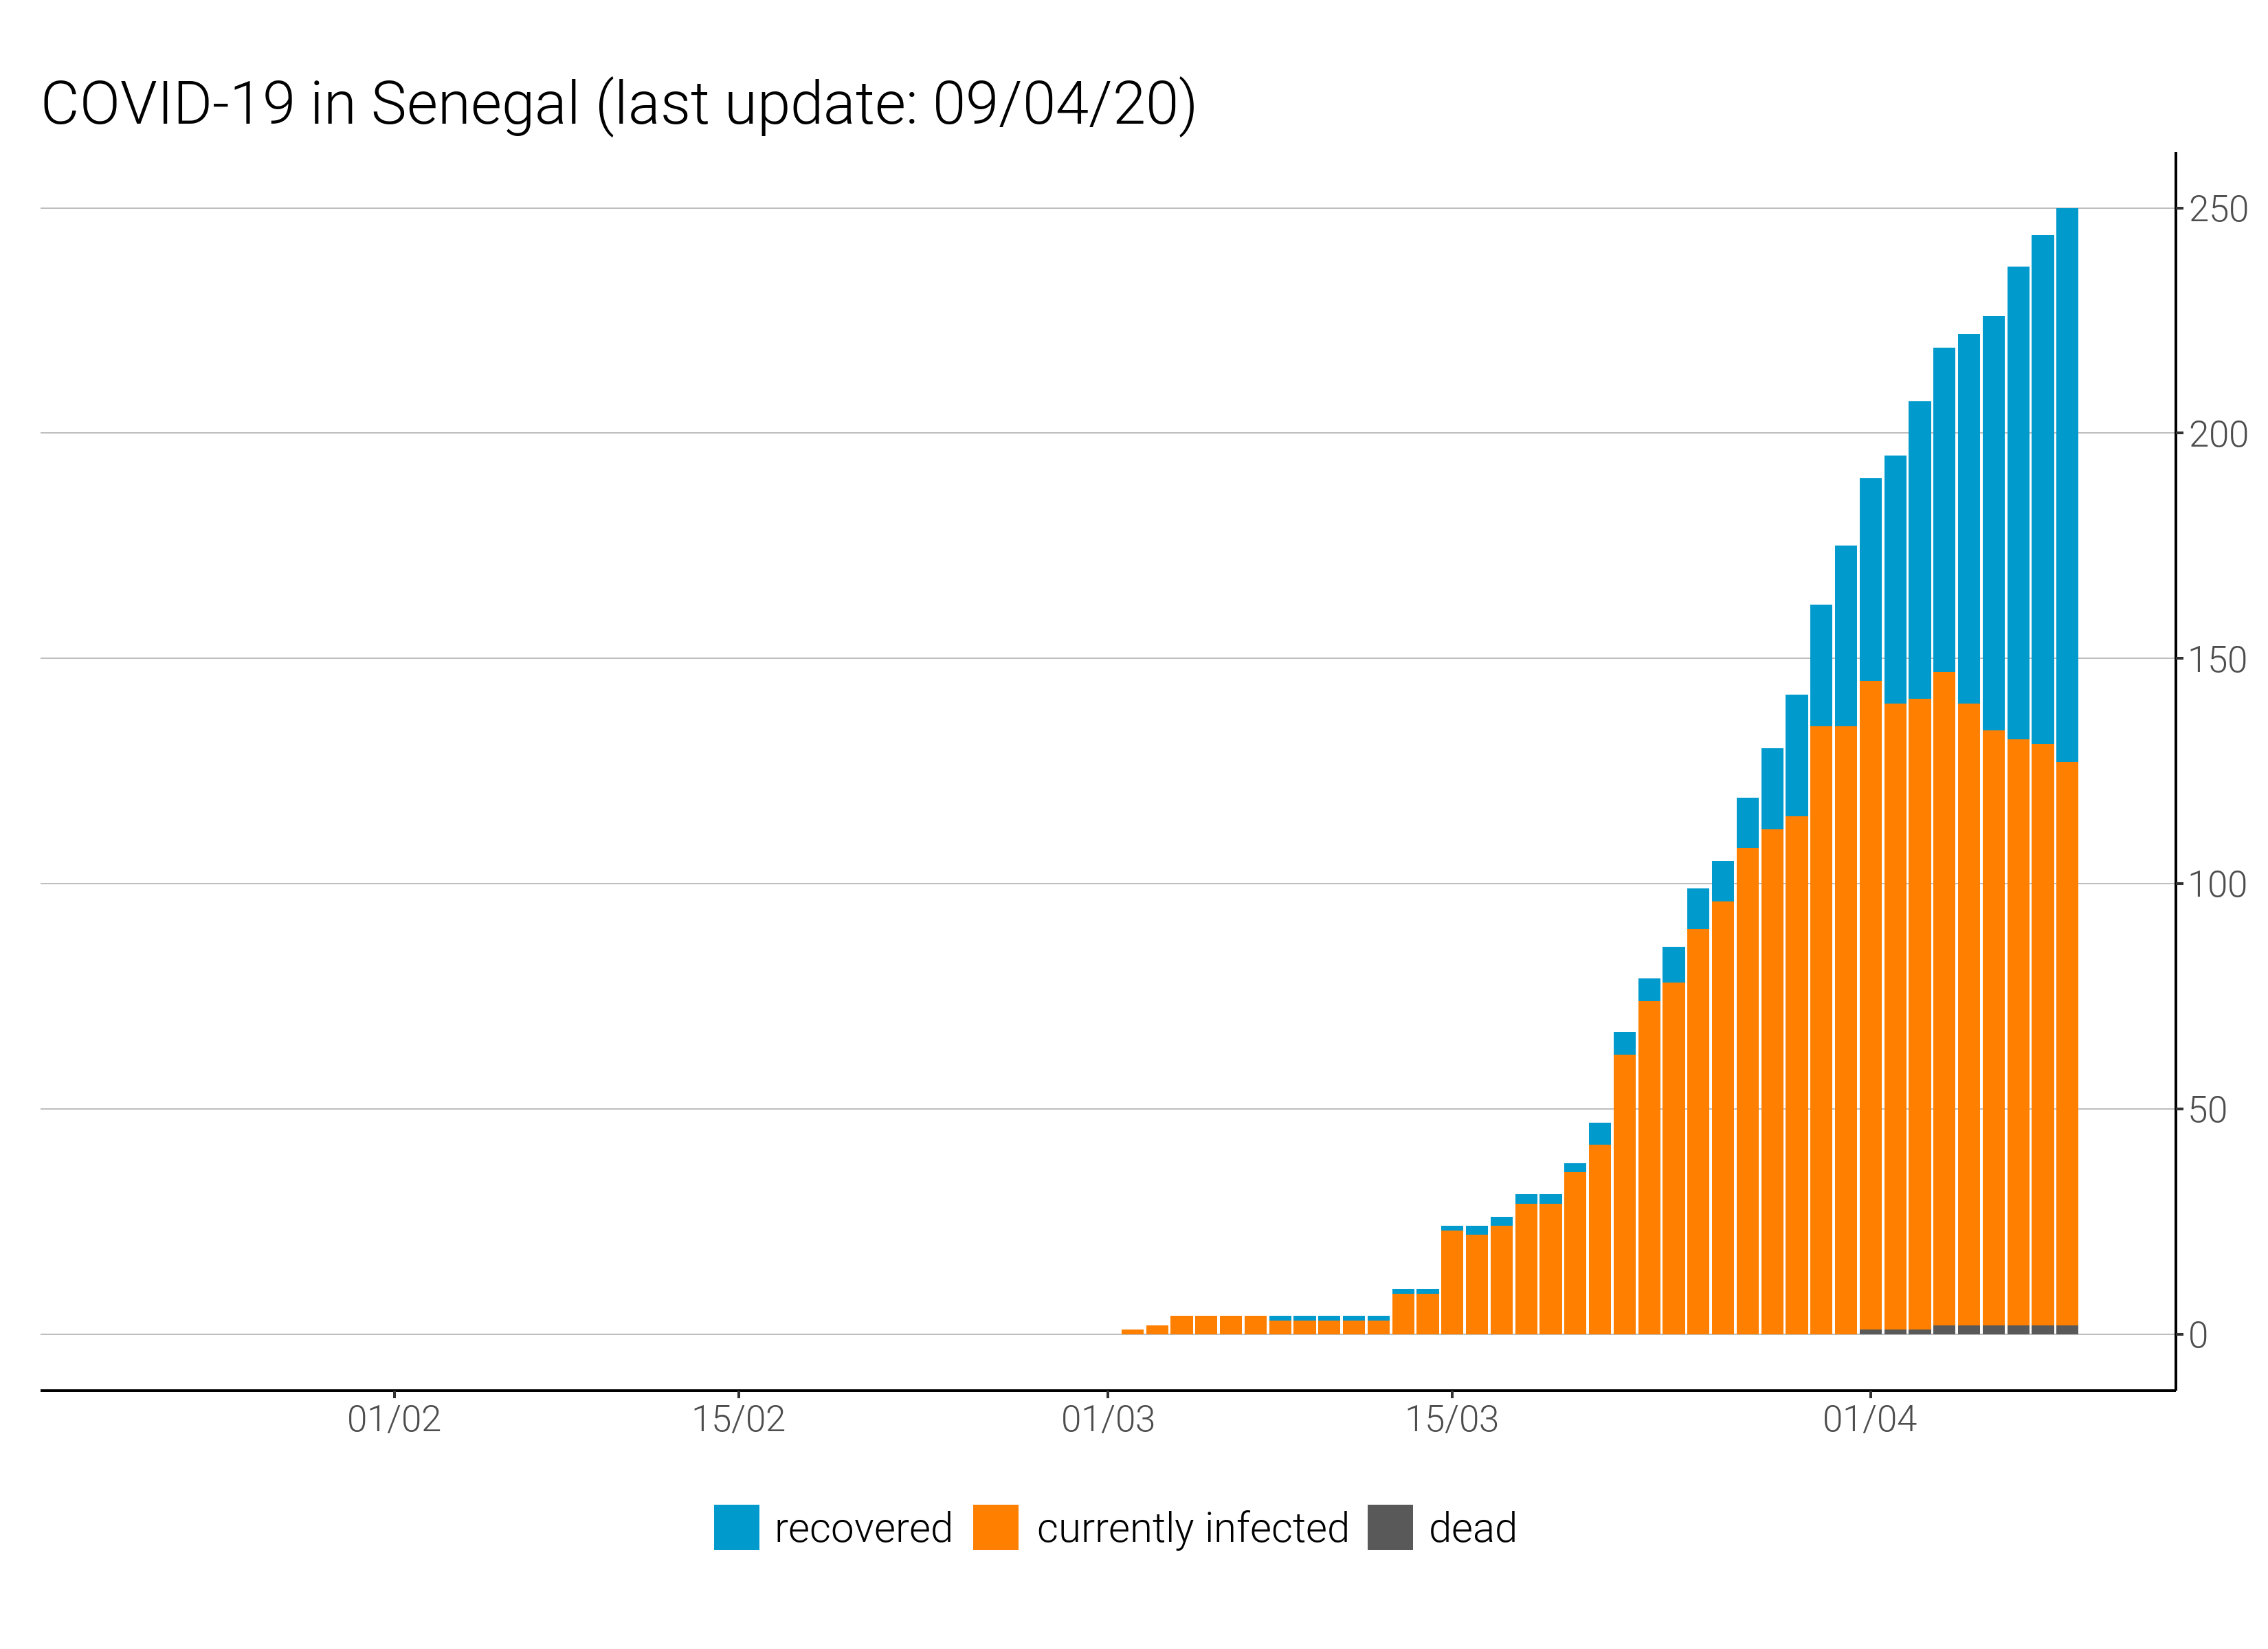 COVID-19 in Senegal (last update: 09/04/20)
250
200
150
100
50
0
01/02 15/02 01/03 15/03 01/04
recovered currently infected dead